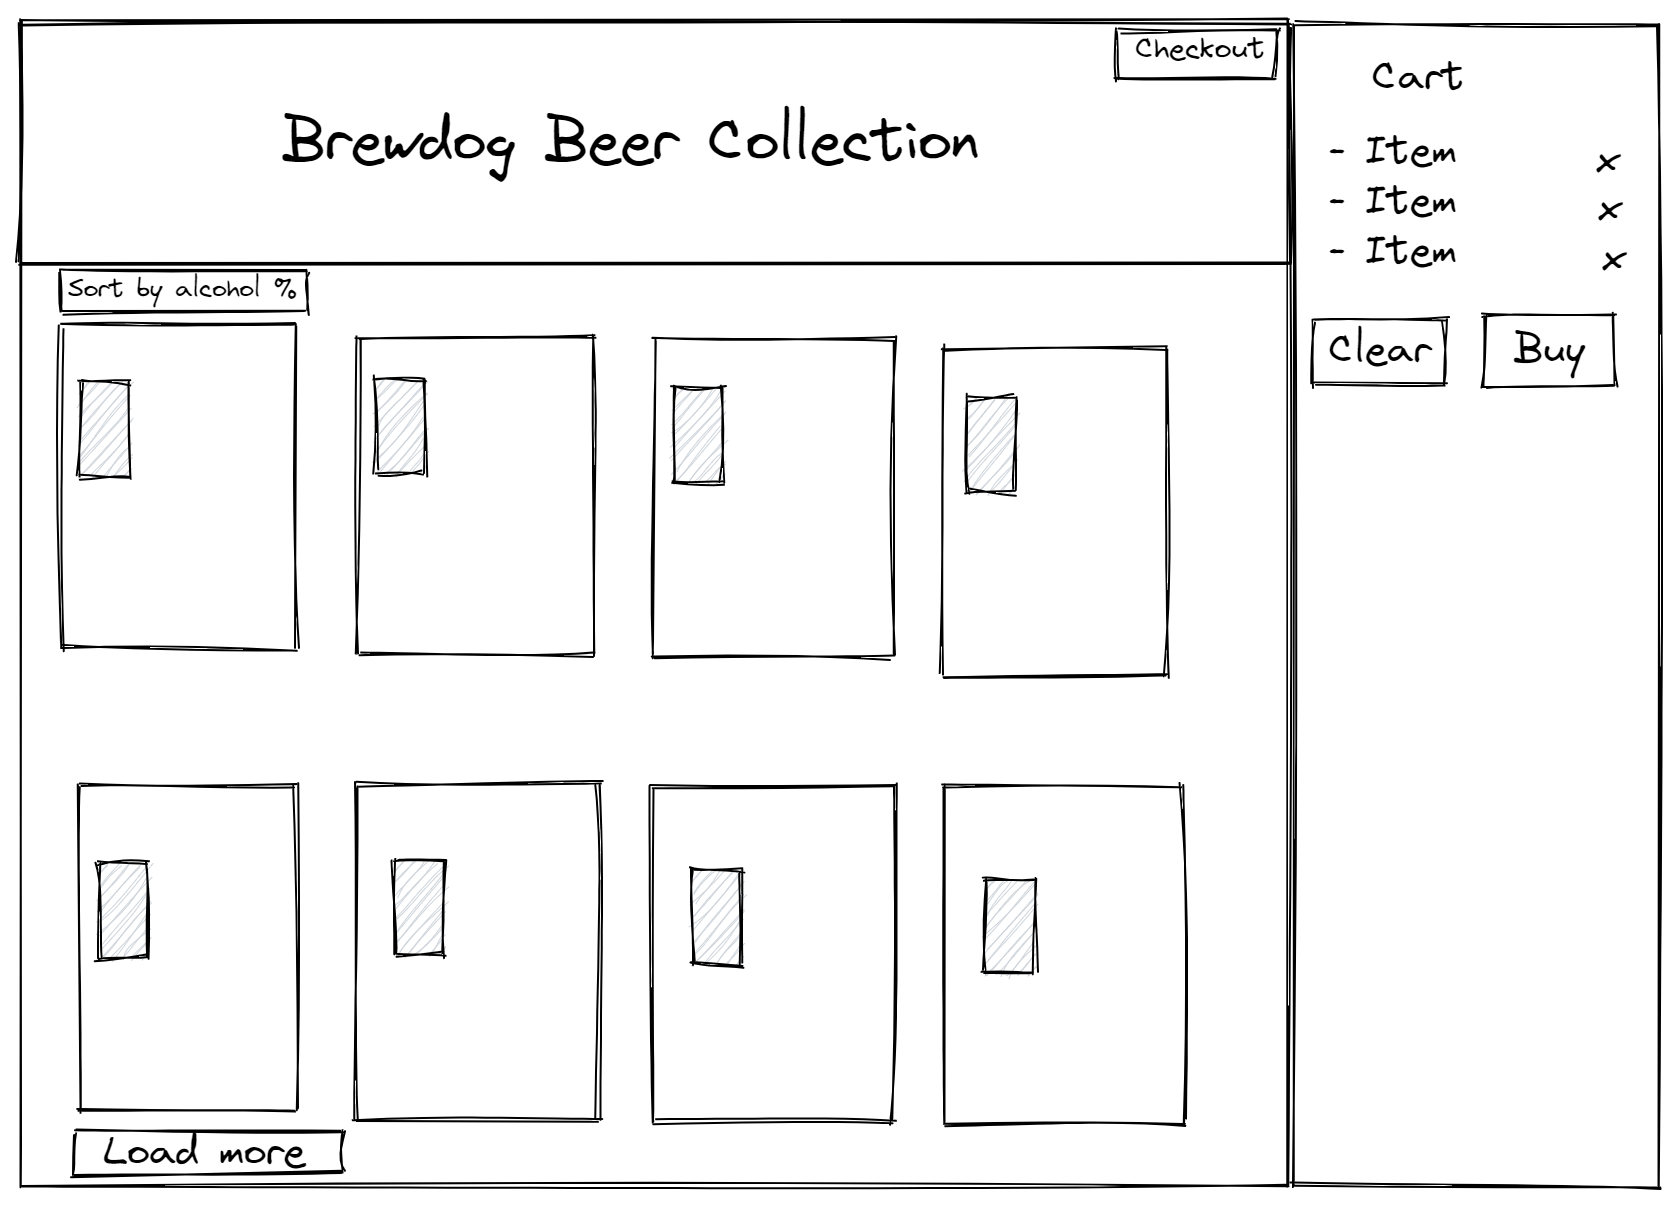 Checkout
Brewdog Beer Collection
Sort by alcohol %
Load more
Cart
- Item x
- Item x
- Item x
Clear
Buy